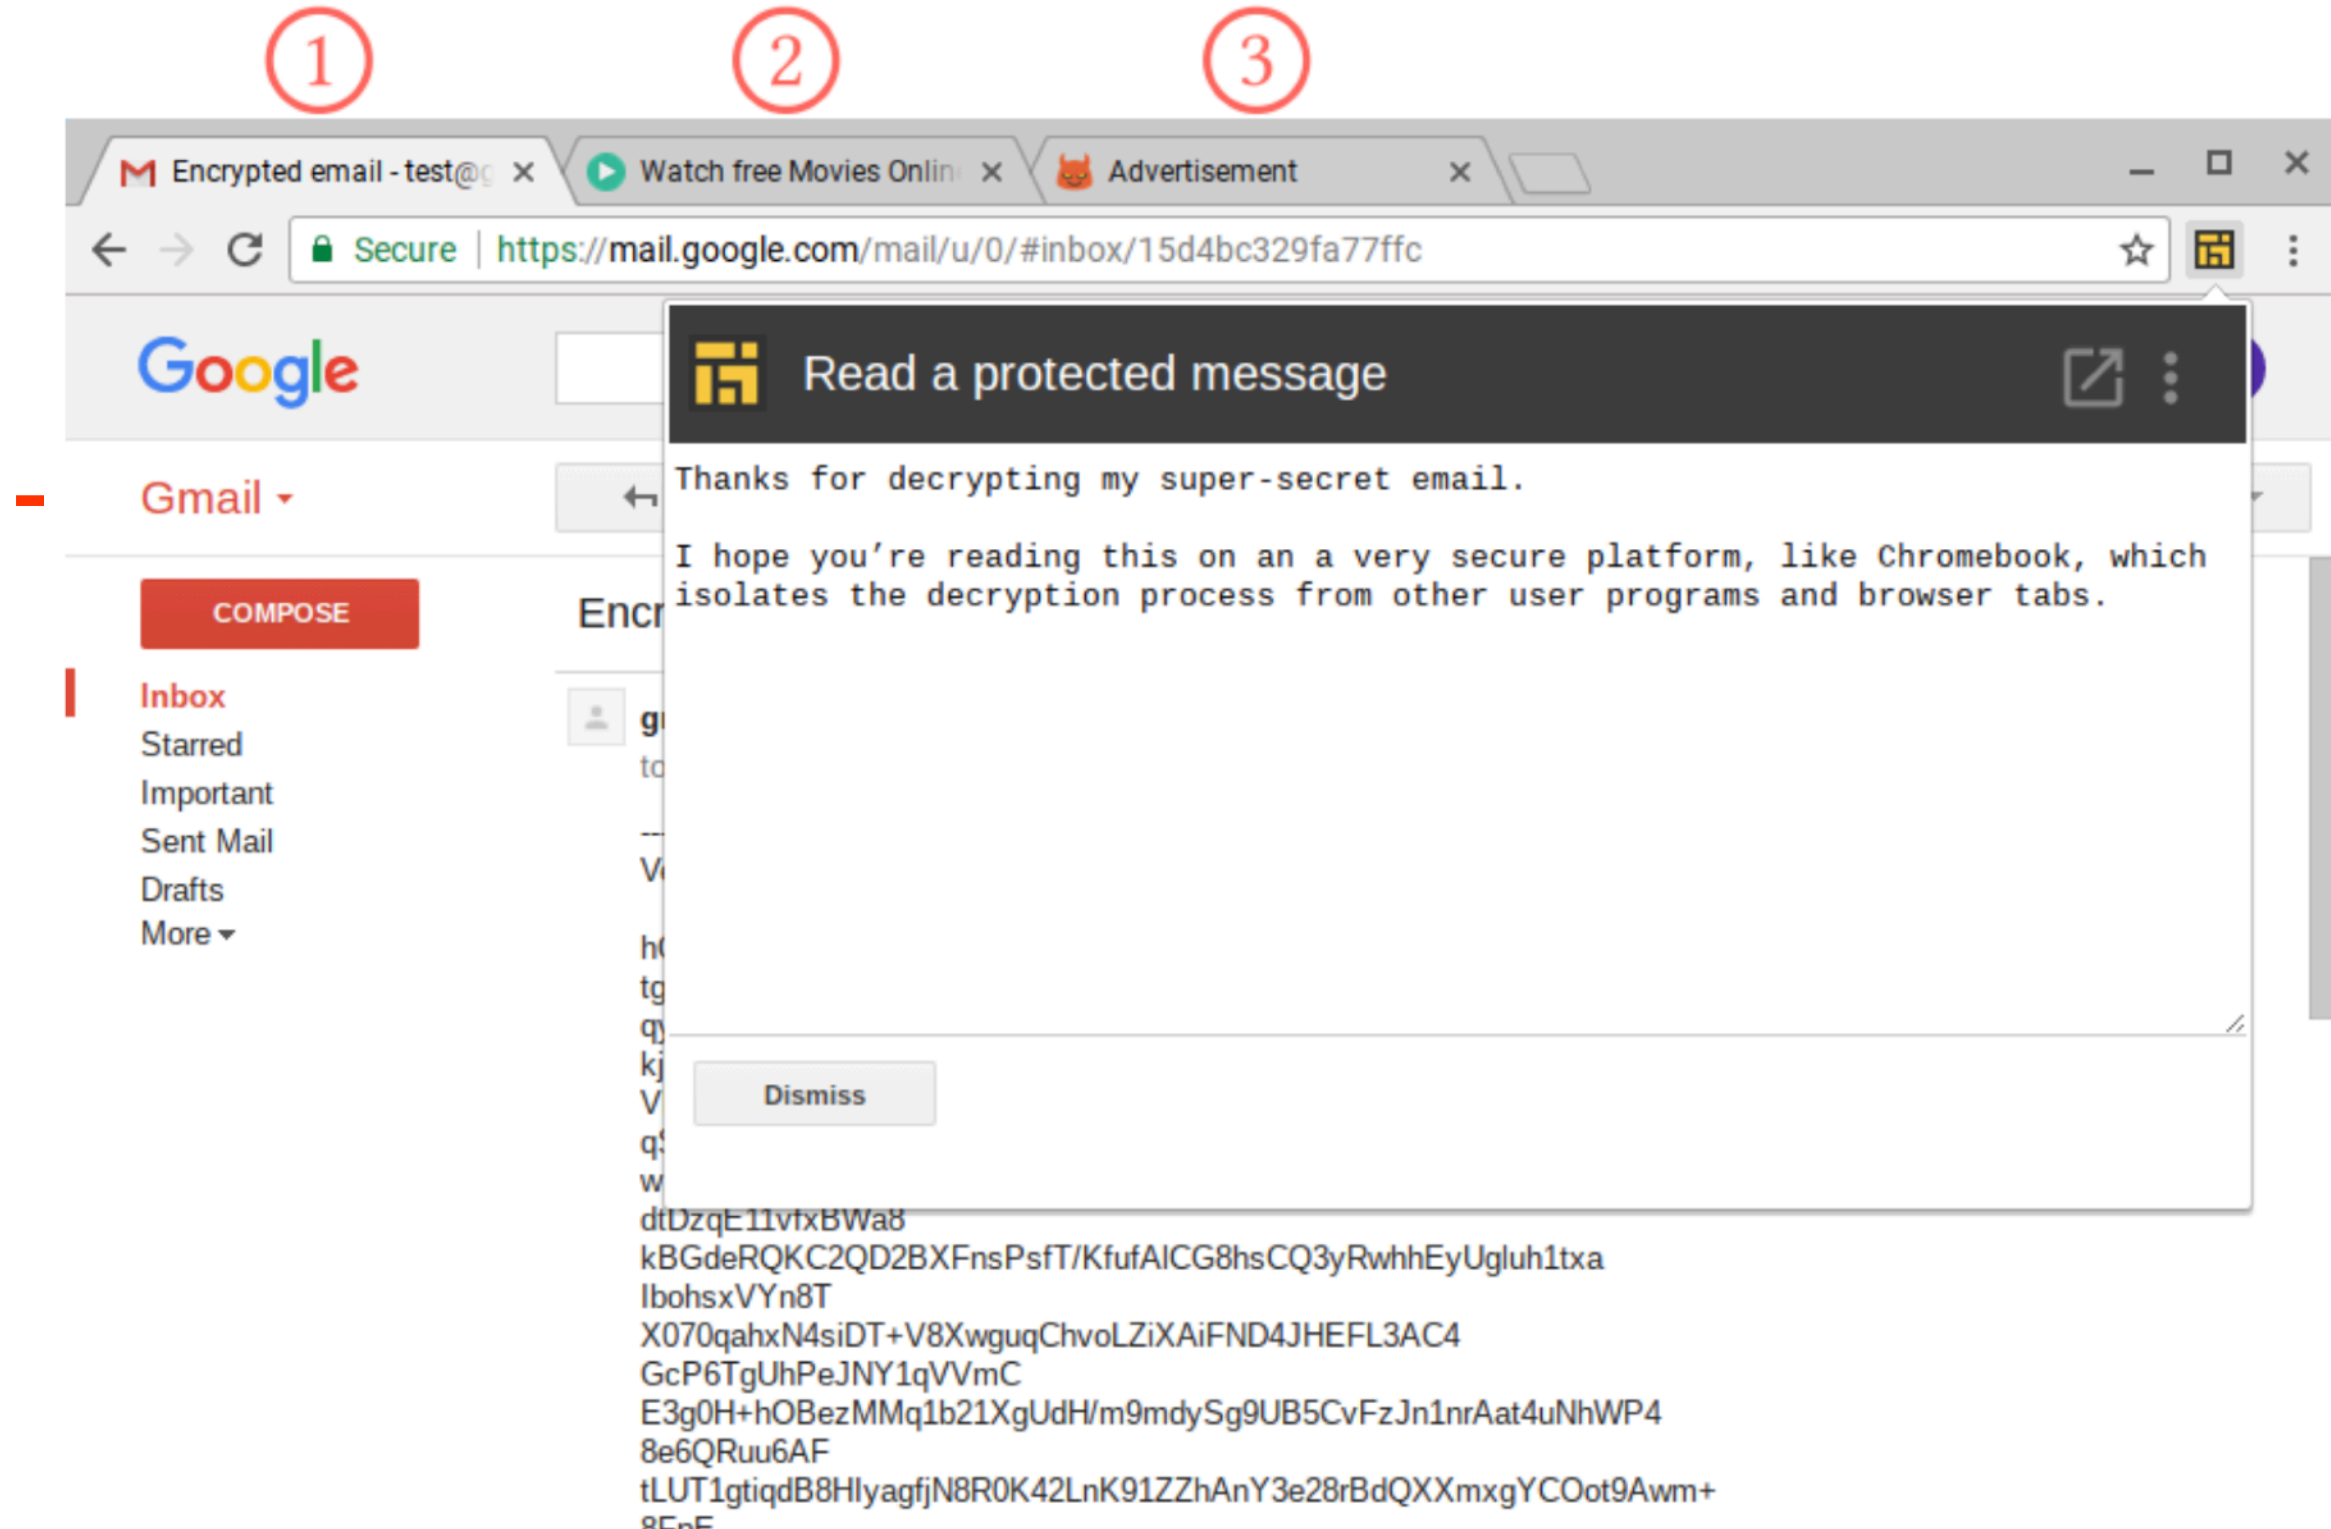 1 2 3
Encrypted email - test@g Watch free Movies Onlin Advertisement
Secure https://mail.google.com/mail/u/0/#inbox/15d4bc329fa77ffc
Google
Read a protected message
Gmail
Thanks for decrypting my super-secret email.
I hope you’re reading this on an a very secure platform, like Chromebook, which
isolates the decryption process from other user programs and browser tabs.
COMPOSE
Inbox
Starred
Important
Sent Mail
Drafts
More
Dismiss
to
tg
kj
dtDzqE11vfxBWa8
kBGdeRQKC2QD2BXFnsPsfT/KfufAlCG8hsCQ3yRwhhEyUgluh1txa
IbohsxVYn8T
X070qahxN4siDT+V8XwguqChvoLZiXAiFND4JHEFL3AC4
GcP6TgUhPeJNY1qVVmC
E3g0H+hOBezMMq1b21XgUdH/m9mdySg9UB5CvFzJn1nrAat4uNhWP4
8e6QRuu6AF
tLUT1gtiqdB8HlyagfjN8R0K42LnK91ZZhAnY3e28rBdQXXmxgYCOot9Awm+